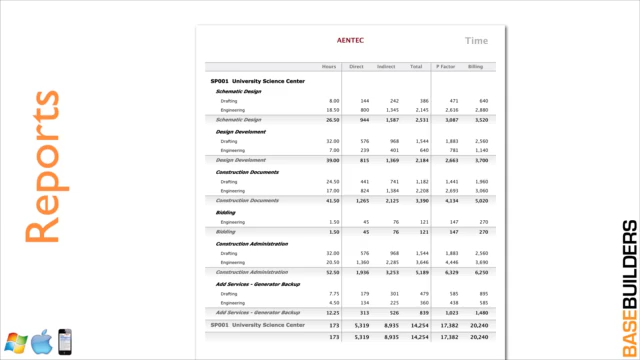 Reports
AENTEC
Time
Hours Direct Indirect Total P Factor Billing
SP001 University Science Center
Schematic Design
Drafting 8.00 144 242 386 471 640
Engineering 18.50 800 1,345 2,145 2,616 2,880
Schematic Design 26.50 944 1,587 2,531 3,087 3,520
Design Develoment
Drafting 32.00 576 968 1,544 1,883 2,560
Engineering 7.00 239 401 640 781 1,140
Design Develoment 39.00 815 1,369 2,184 2,663 3,700
Construction Documents
Drafting 24.50 441 741 1,182 1,441 1,960
Engineering 17.00 824 1,384 2,208 2,693 3,060
Construction Documents 41.50 1,265 2,125 3,390 4,134 5,020
Bidding
Engineering 1.50 45 76 121 147 270
Bidding 1.50 45 76 121 147 270
Construction Administration
Drafting 32.00 576 968 1,544 1,883 2,560
Engineering 20.50 1,360 2,285 3,646 4,446 3,690
Construction Administration 52.50 1,936 3,253 5,189 6,329 6,250
Add Services - Generator Backup
Drafting 7.75 179 301 479 585 895
Engineering 4.50 134 225 360 438 585
Add Services - Generator Backup 12.25 313 526 839 1,023 1,480
SP001 University Science Center 173 5,319 8,935 14,254 17,382 20,240
173 5,319 8,935 14,254 17,382 20,240
BASEBUILDERS